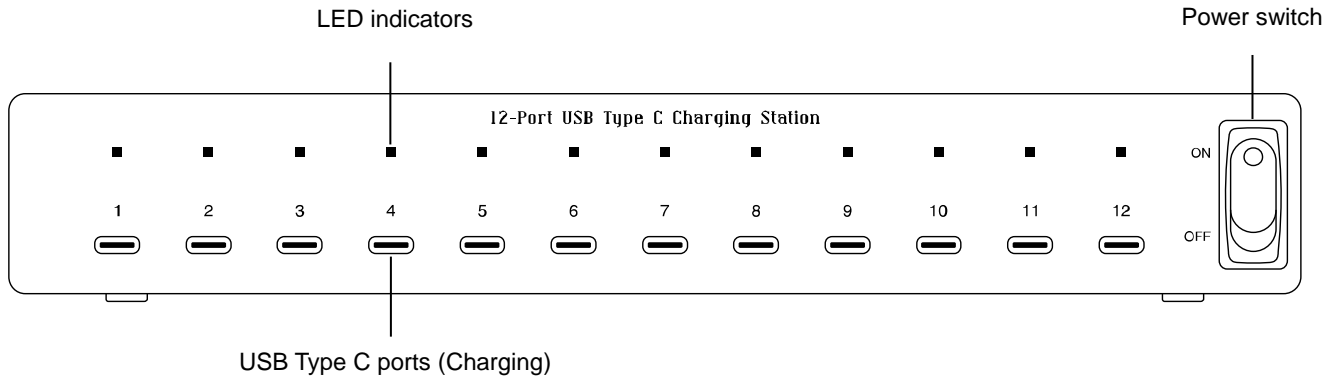 LED indicators
Power switch
12-Port USB Type C Charging Station
ON
1 2 3 4 5 6 7 8 9 10 11 12
OFF
USB Type C ports (Charging)